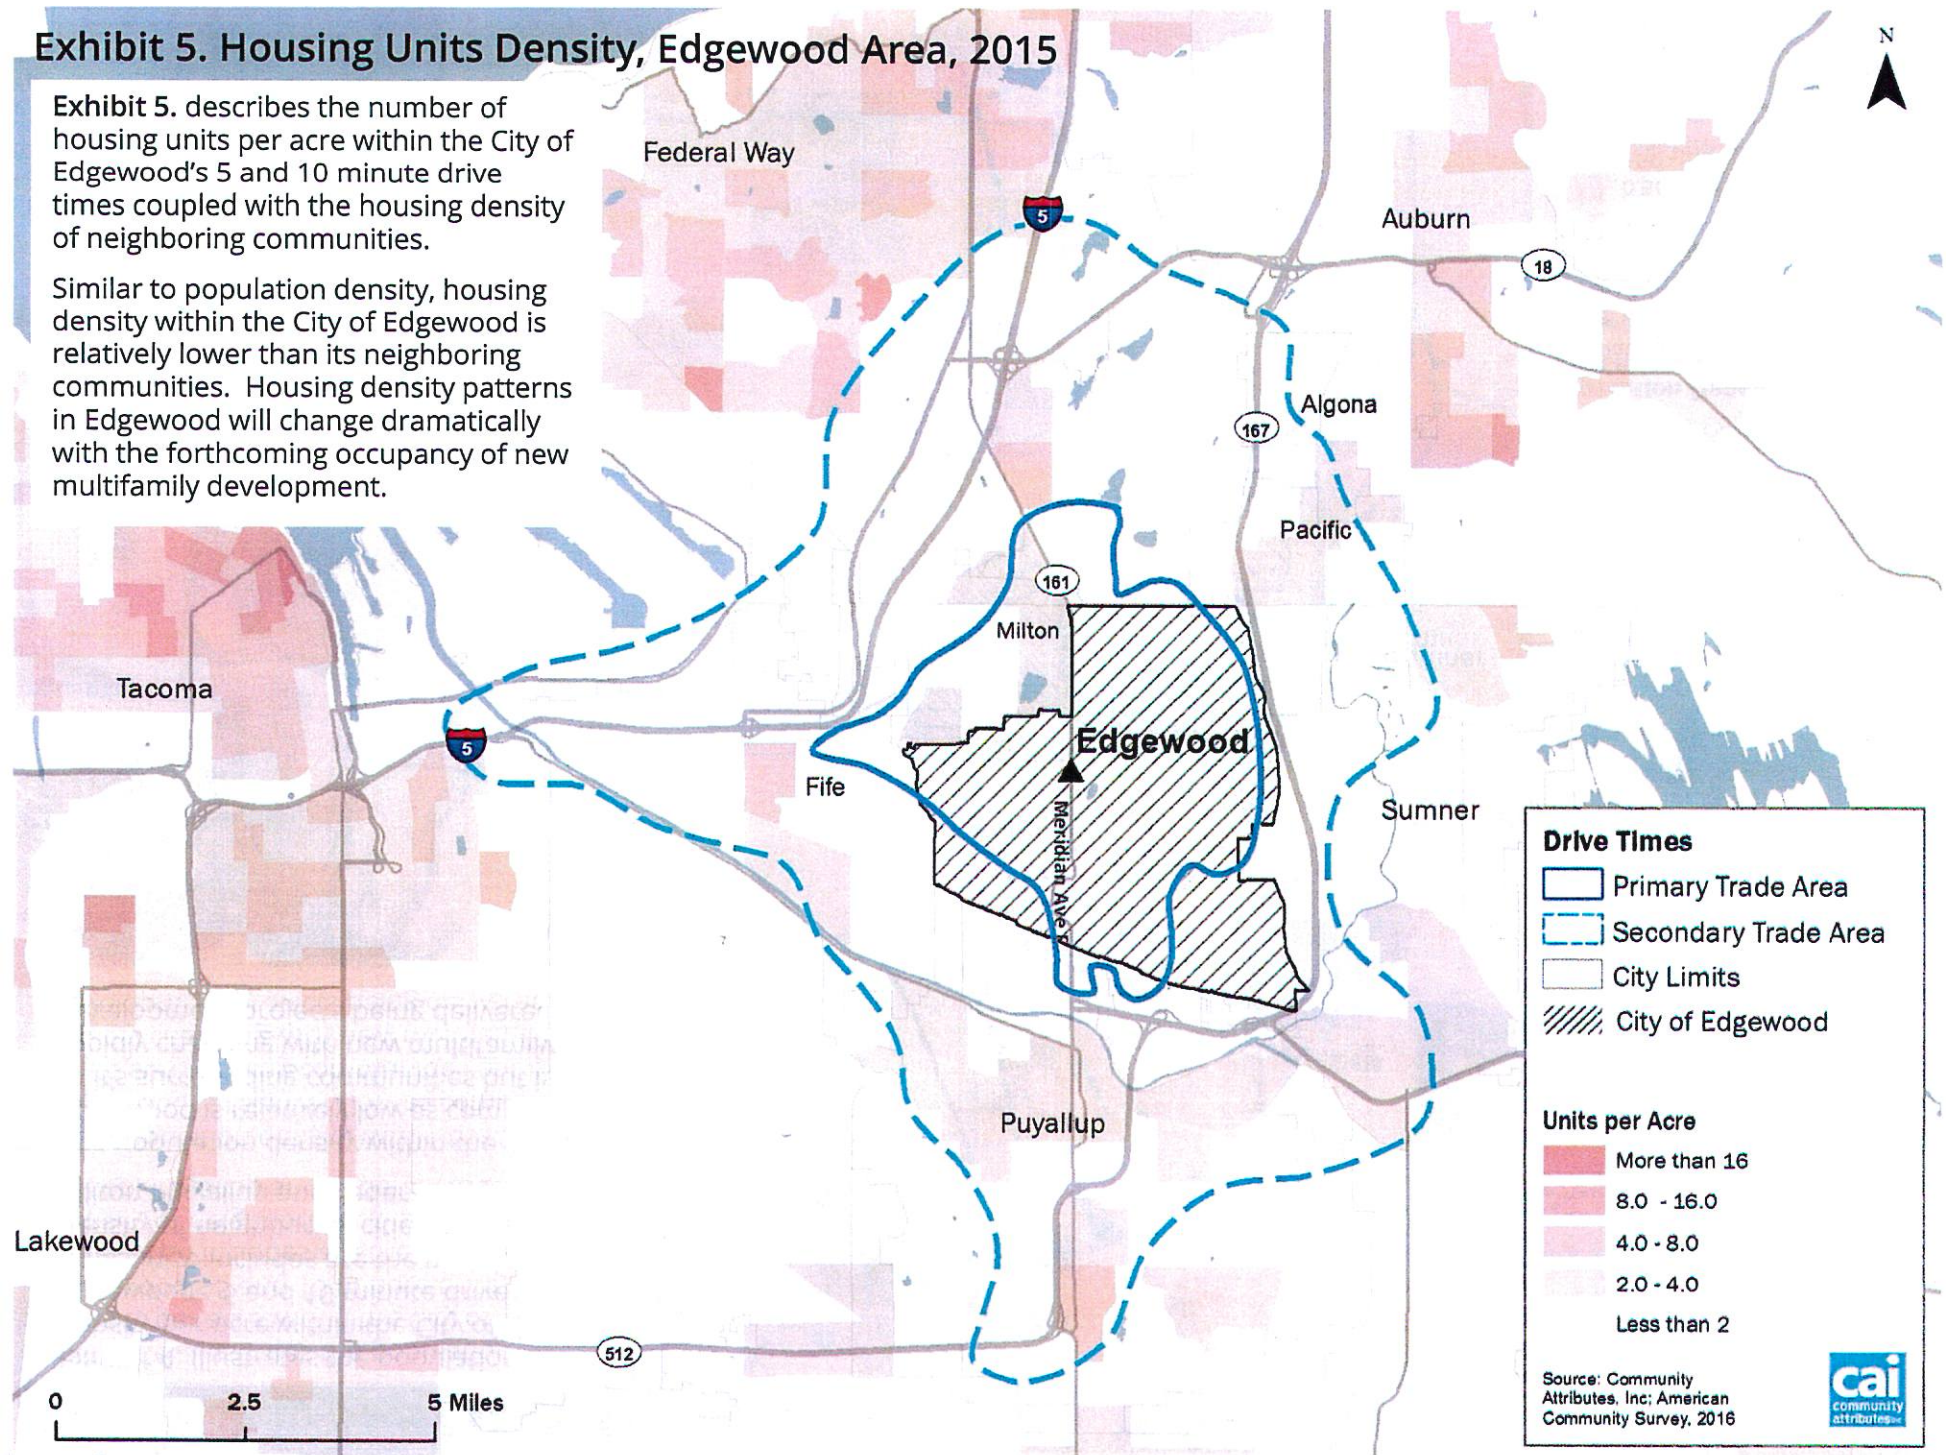 Exhibit 5. Housing Units Density, Edgewood Area, 2015
Exhibit 5. describes the number of
housing units per acre within the City of
Edgewood's 5 and 10 minute drive
times coupled with the housing density
of neighboring communities.
Similar to population density, housing
density within the City of Edgewood is
relatively lower than its neighboring
communities. Housing density patterns
in Edgewood will change dramatically
with the forthcoming occupancy of new
multifamily development.
N
Federal Way
5
Auburn
18
Algona
167
Pacific
161
Milton
Tacoma
5
Edgewood
Fife
Meridian Ave
Sumner
Puyallup
Lakewood
512
0 2.5 5 Miles
Drive Times
Primary Trade Area
Secondary Trade Area
City Limits
City of Edgewood
Units per Acre
More than 16
8.0 - 16.0
4.0 - 8.0
2.0 - 4.0
Less than 2
Source: Community
Attributes, Inc; American
Community Survey, 2016
cai
community
attributes